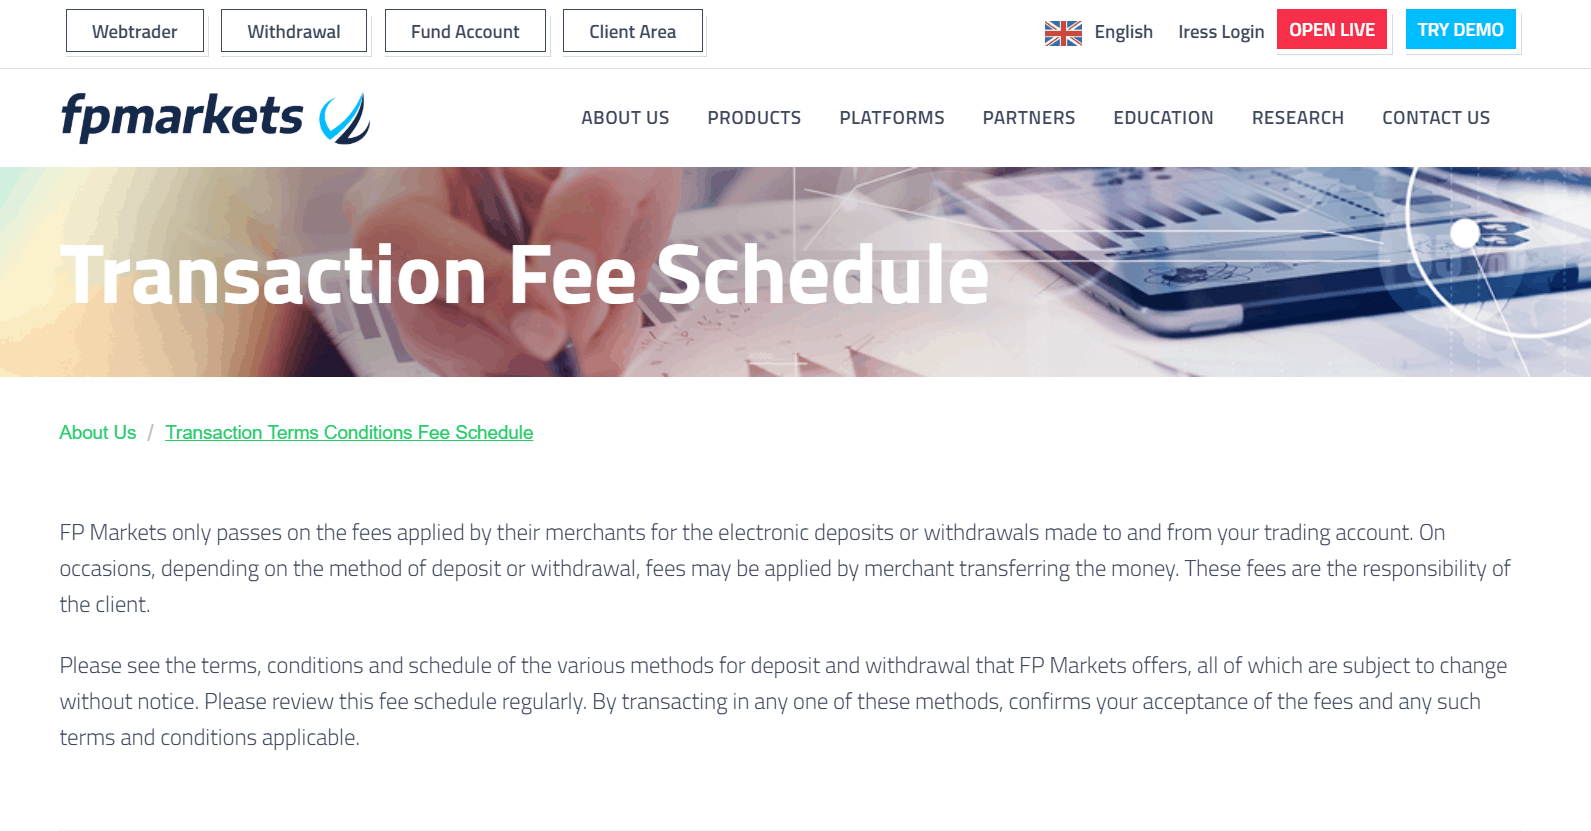 Webtrader Withdrawal Fund Account Client Area English Iress Login OPEN LIVE TRY DEMO
fpmarkets ABOUT US PRODUCTS PLATFORMS PARTNERS EDUCATION RESEARCH CONTACT US
Transaction Fee Schedule
About Us / Transaction Terms Conditions Fee Schedule
FP Markets only passes on the fees applied by their merchants for the electronic deposits or withdrawals made to and from your trading account. On
occasions, depending on the method of deposit or withdrawal, fees may be applied by merchant transferring the money. These fees are the responsibility of
the client.
Please see the terms, conditions and schedule of the various methods for deposit and withdrawal that FP Markets offers, all of which are subject to change
without notice. Please review this fee schedule regularly. By transacting in any one of these methods, confirms your acceptance of the fees and any such
terms and conditions applicable.